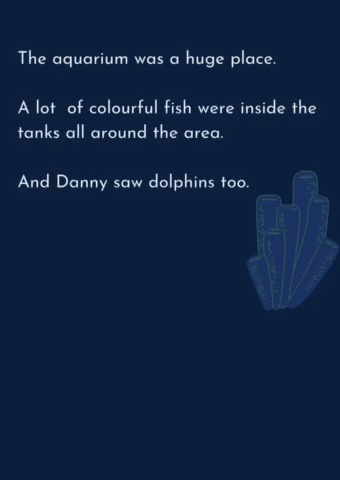 The aquarium was a huge place.
A lot  of colourful fish were inside the
tanks all around the area.
And Danny saw dolphins too.